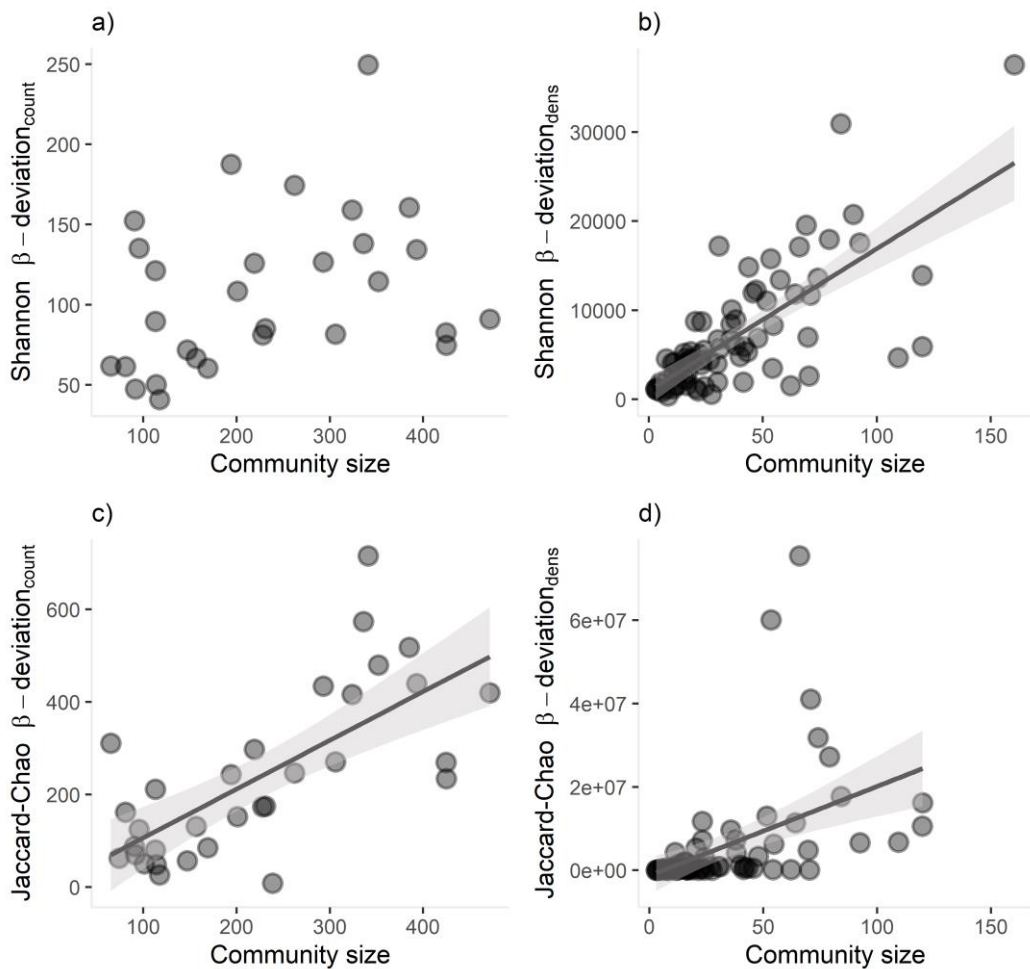 a)
Shannon β − deviation_count
250
200
150
100
50
100 200 300 400
Community size
b)
Shannon β − deviation_dens
30000
20000
10000
0
0 50 100 150
Community size
c)
Jaccard-Chao β − deviation_count
600
400
200
0
100 200 300 400
Community size
d)
Jaccard-Chao β − deviation_dens
6e+07
4e+07
2e+07
0e+00
0 50 100 150
Community size